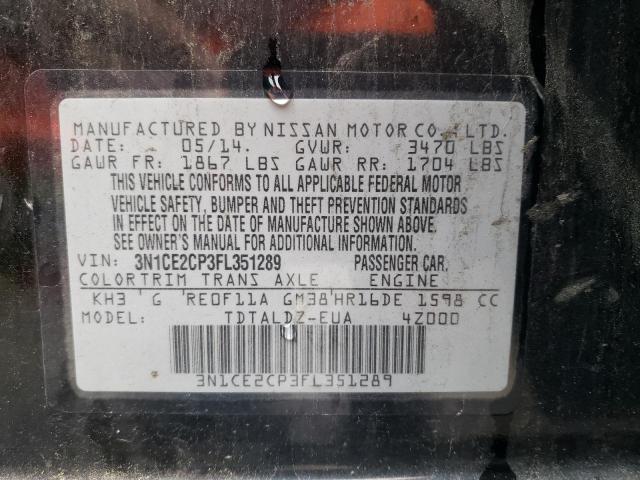 MANUFACTURED BY NISSAN MOTOR CO., LTD.
DATE: 05/14. GVWR: 3470 LBS
GAWR FR: 1867 LBS GAWR RR: 1704 LBS
THIS VEHICLE CONFORMS TO ALL APPLICABLE FEDERAL MOTOR
VEHICLE SAFETY, BUMPER AND THEFT PREVENTION STANDARDS
IN EFFECT ON THE DATE OF MANUFACTURE SHOWN ABOVE.
SEE OWNER'S MANUAL FOR ADDITIONAL INFORMATION.
VIN: 3N1CE2CP3FL351289 PASSENGER CAR.
COLOR TRIM TRANS AXLE ENGINE
KH3 G RE0F11A GM38 HR16DE 1598 CC
MODEL: TDTALDZ-EUA 4Z000
3N1CE2CP3FL351289